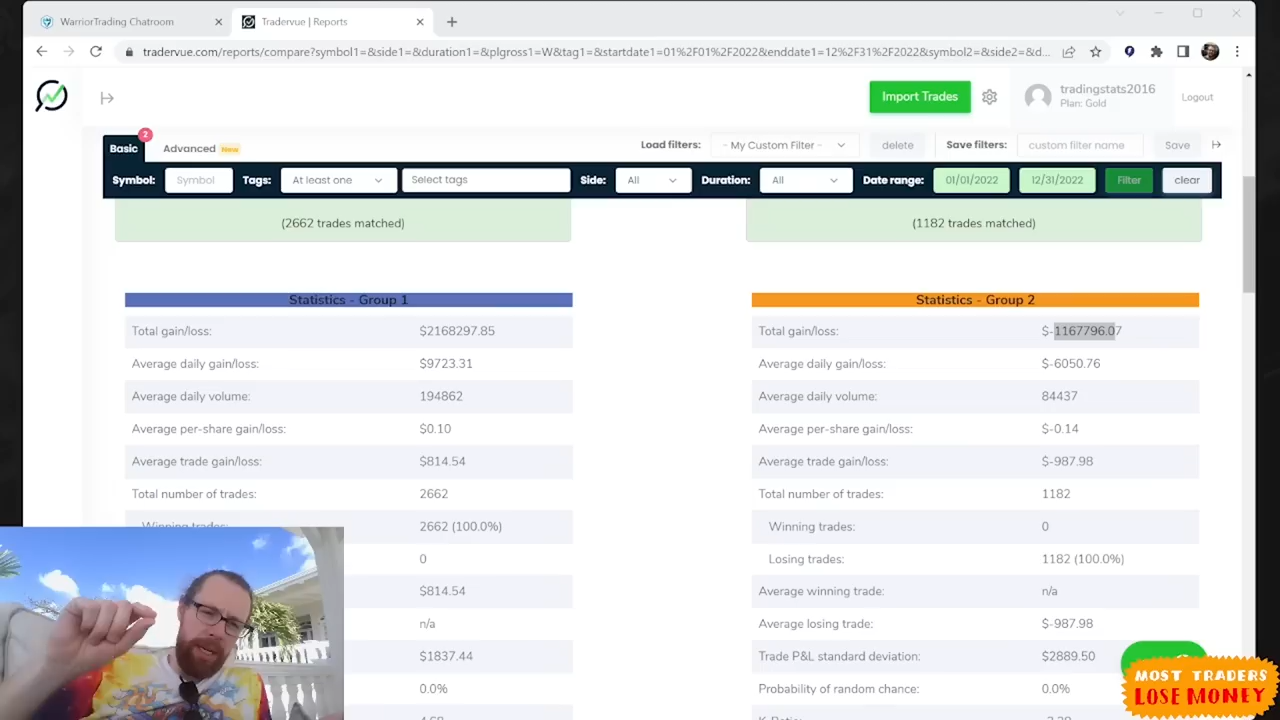 WarriorTrading Chatroom
Tradervue | Reports
tradervue.com/reports/compare?symbol1=&side1=&duration1=&plgross1=W&tag1=&startdate1=01%2F01%2F2022&enddate1=12%2F31%2F2022&symbol2=&side2=&d...
Import Trades
tradingstats2016
Plan: Gold
Logout
Basic
2
Advanced
New
Load filters:
- My Custom Filter -
delete
Save filters:
custom filter name
Save
Symbol:
Symbol
Tags:
At least one
Select tags
Side:
All
Duration:
All
Date range:
01/01/2022
12/31/2022
Filter
clear
(2662 trades matched)
(1182 trades matched)
Statistics - Group 1
Total gain/loss: $2168297.85
Average daily gain/loss: $9723.31
Average daily volume: 194862
Average per-share gain/loss: $0.10
Average trade gain/loss: $814.54
Total number of trades: 2662
Winning trades: 2662 (100.0%)
0
$814.54
n/a
$1837.44
0.0%
Statistics - Group 2
Total gain/loss: $-1167796.07
Average daily gain/loss: $-6050.76
Average daily volume: 84437
Average per-share gain/loss: $-0.14
Average trade gain/loss: $-987.98
Total number of trades: 1182
Winning trades: 0
Losing trades: 1182 (100.0%)
Average winning trade: n/a
Average losing trade: $-987.98
Trade P&L standard deviation: $2889.50
Probability of random chance: 0.0%
MOST TRADERS
LOSE MONEY